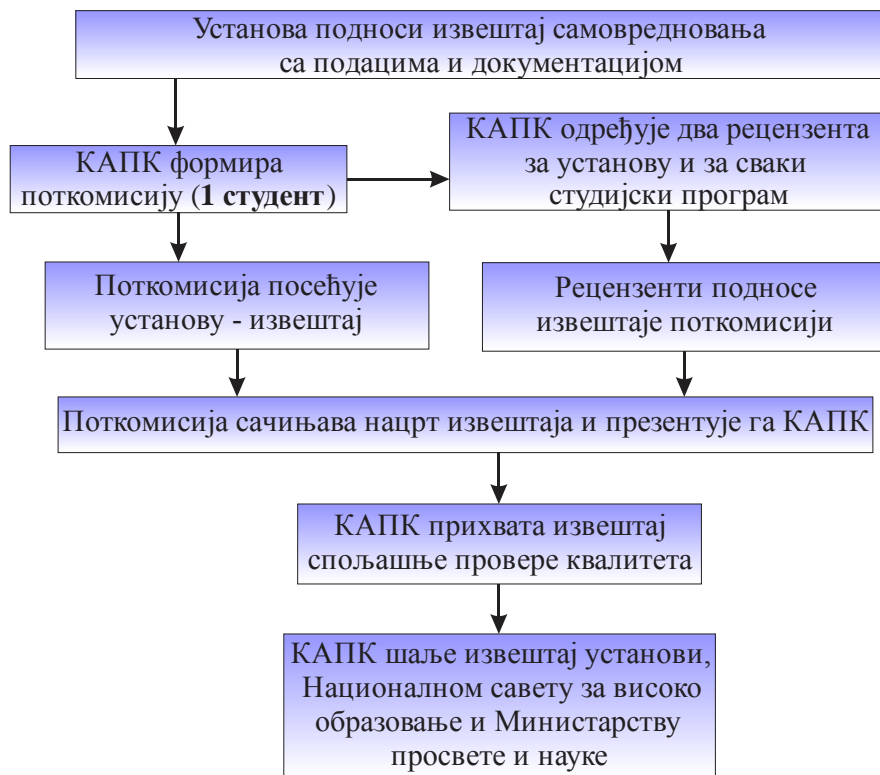 Установа подноси извештај самовредновања
са подацима и документацијом
КАПК формира
поткомисију (1 студент)
КАПК одређује два рецензента
за установу и за сваки
студијски програм
Поткомисија посећује
установу - извештај
Рецензенти подносе
извештаје поткомисији
Поткомисија сачињава нацрт извештаја и презентује га КАПК
КАПК прихвата извештај
спољашње провере квалитета
КАПК шаље извештај установи,
Националном савету за високо
образовање и Министарству
просвете и науке